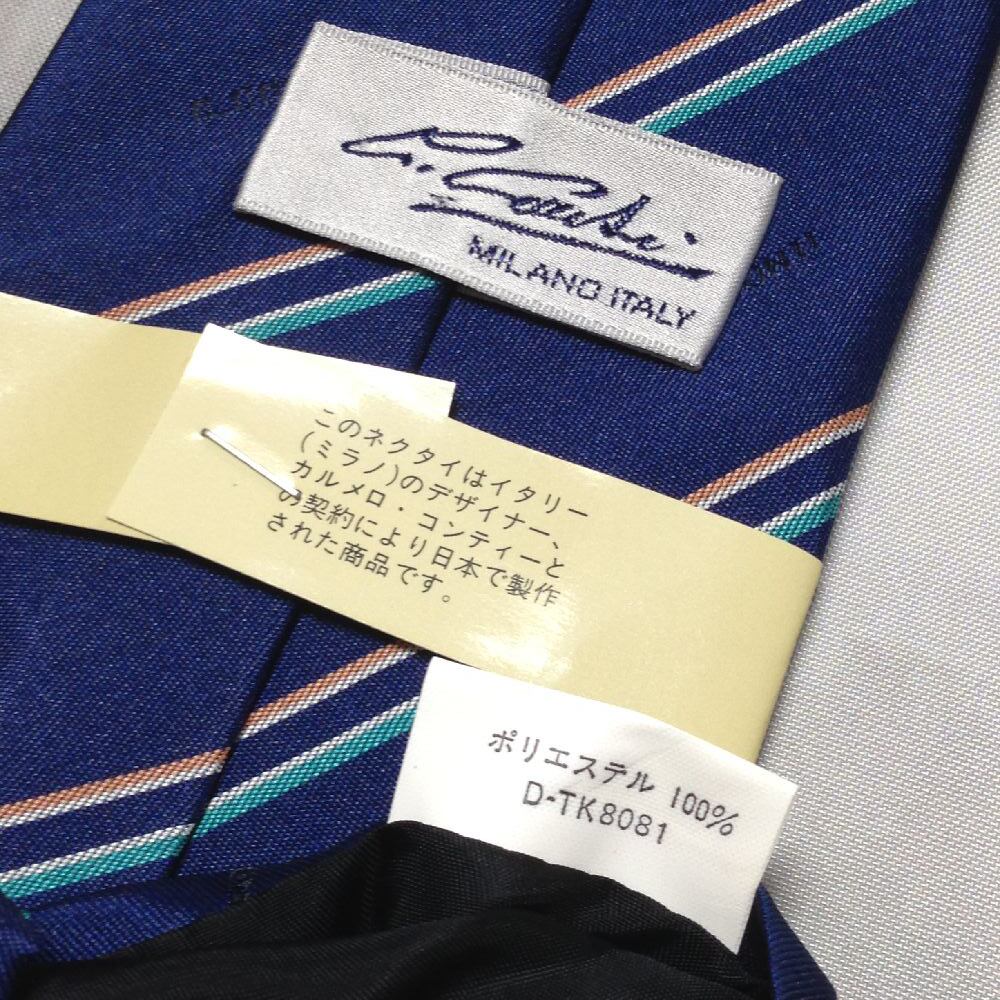 C. Conti
MILANO ITALY
このネクタイはイタリー
(ミラノ)のデザイナー、
カルメロ・コンティーと
の契約により日本で製作
された商品です。
ポリエステル 100%
D-TK8081